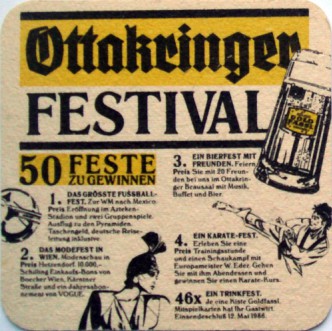 Ottakringer
FESTIVAL
50 FESTE
ZU GEWINNEN
1. DAS GRÖSSTE FUSSBALL-
FEST. Zur WM nach Mexico.
Preis Eröffnung im Azteken-
Stadion und zwei Gruppenspiele.
Ausflug zu den Pyramiden.
Taschengeld, deutsche Reise-
leitung inklusive.
2. DAS MODEFEST IN
WIEN. Modenschau in
Preis Hetzendorf. 10.000,-
Schilling Einkaufs-Bons von
Boecker Wien, Kärntner
Straße und ein Jahresabon-
nement von VOGUE.
3. EIN BIERFEST MIT
FREUNDEN. Feiern
Preis Sie mit 20 Freun-
den bei uns im Ottakrin-
ger Bräusaal mit Musik,
Buffet und Bier.
4. EIN KARATE-FEST.
Erleben Sie eine
Preis Trainingsstunde
und einen Schaukampf mit
Europameister W. Eder. Gehen
Sie mit ihm Abendessen und
gewinnen Sie einen Karate-Kurs.
46x EIN TRINKFEST.
Je eine Kiste Goldfassl.
Mitspielkarten hat Ihr Gastwirt.
Einsendeschluß 12. Mai 1986.